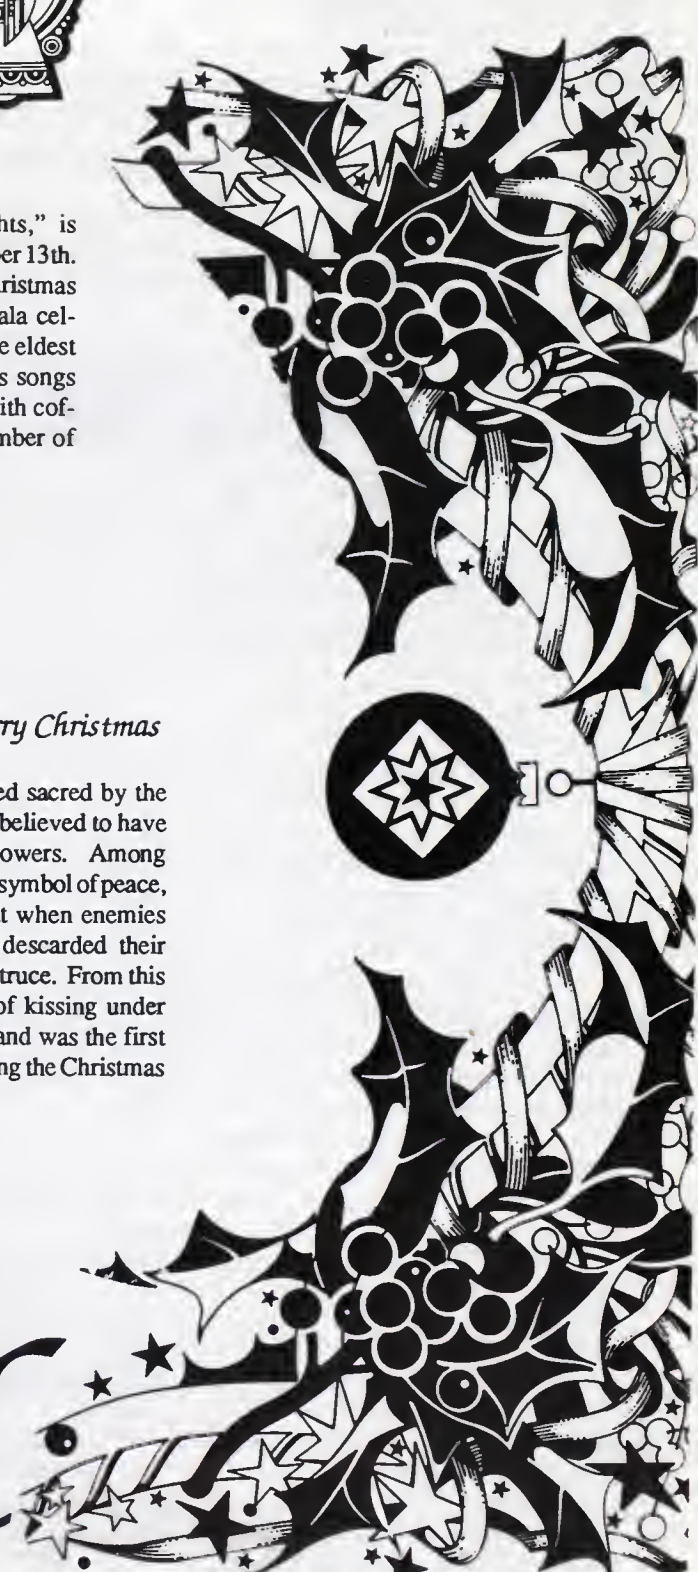 hts," is
er 13th.
ristmas
ala cel-
e eldest
s songs
ith cof-
mber of
rry Christmas
ed sacred by the
believed to have
owers. Among
symbol of peace,
t when enemies
descarded their
truce. From this
of kissing under
and was the first
ng the Christmas